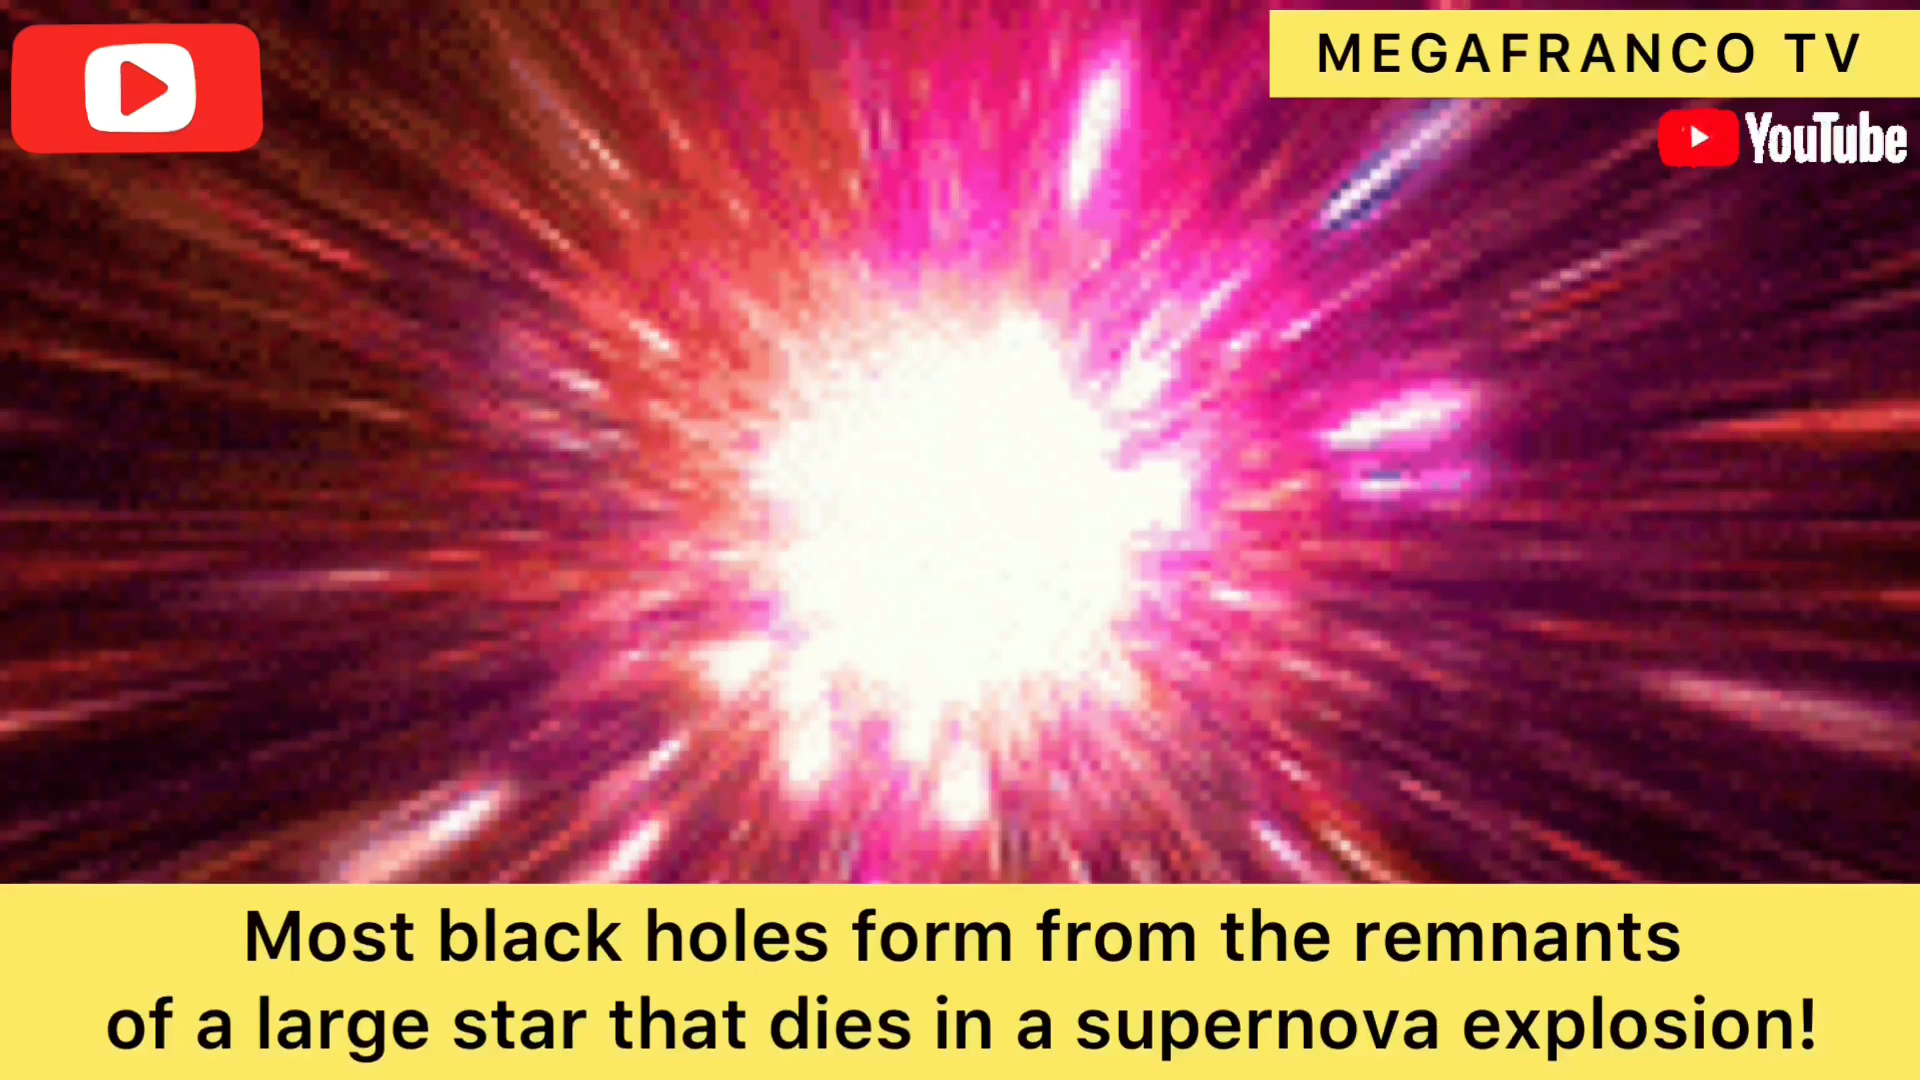 MEGAFRANCO TV
YouTube
Most black holes form from the remnants
of a large star that dies in a supernova explosion!